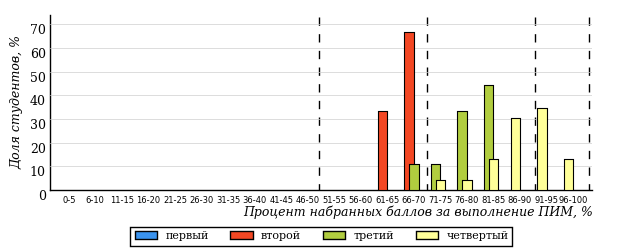 Доля студентов, %
70
60
50
40
30
20
10
0
0-5 6-10 11-15 16-20 21-25 26-30 31-35 36-40 41-45 46-50 51-55 56-60 61-65 66-70 71-75 76-80 81-85 86-90 91-95 96-100
Процент набранных баллов за выполнение ПИМ, %
первый второй третий четвертый